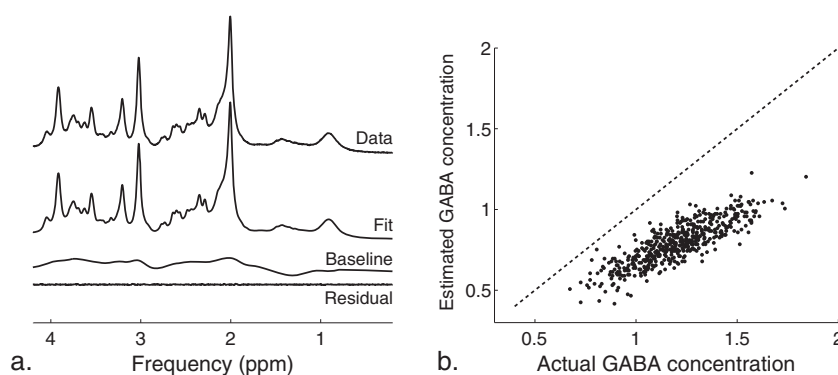 Data
Fit
Baseline
Residual
4 3 2 1
a. Frequency (ppm)
Estimated GABA concentration
2
1.5
1
0.5
0.5 1 1.5 2
b. Actual GABA concentration